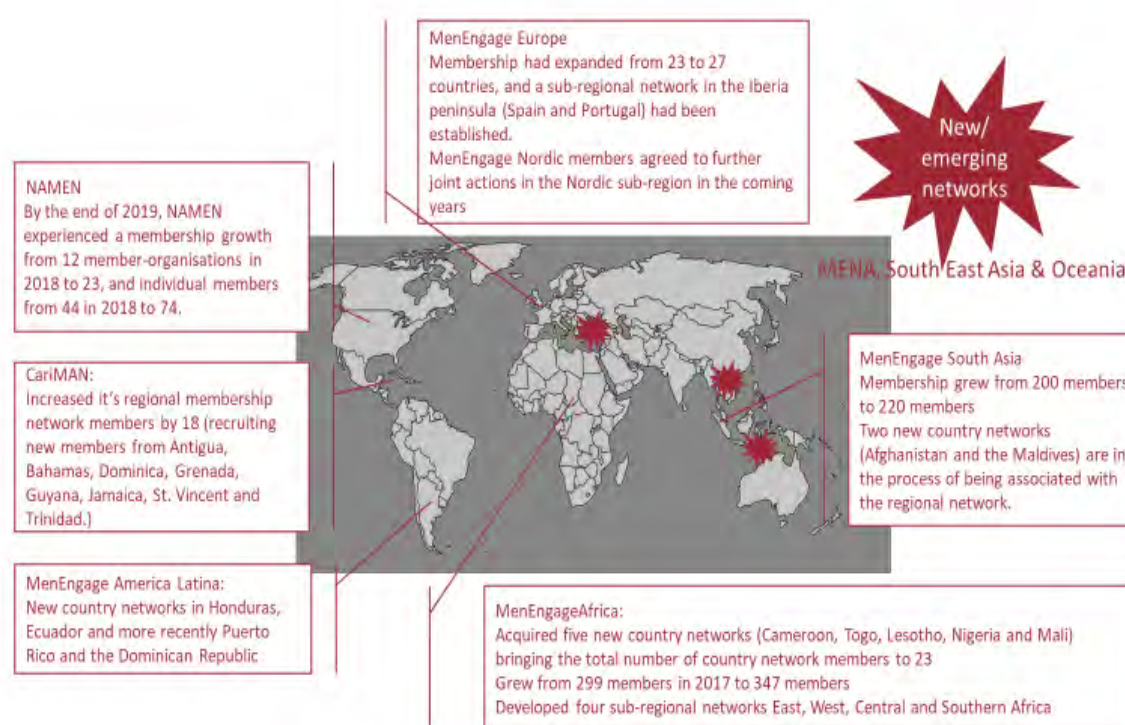 MenEngage Europe
Membership had expanded from 23 to 27
countries, and a sub-regional network in the Iberia
peninsula (Spain and Portugal) had been
established.
MenEngage Nordic members agreed to further
joint actions in the Nordic sub-region in the coming
years
New/
emerging
networks
MENA, South East Asia & Oceania
NAMEN
By the end of 2019, NAMEN
experienced a membership growth
from 12 member-organisations in
2018 to 23, and individual members
from 44 in 2018 to 74.
CariMAN:
Increased it's regional membership
network members by 18 (recruiting
new members from Antigua,
Bahamas, Dominica, Grenada,
Guyana, Jamaica, St. Vincent and
Trinidad.)
MenEngage South Asia
Membership grew from 200 members
to 220 members
Two new country networks
(Afghanistan and the Maldives) are in
the process of being associated with
the regional network.
MenEngage America Latina:
New country networks in Honduras,
Ecuador and more recently Puerto
Rico and the Dominican Republic
MenEngageAfrica:
Acquired five new country networks (Cameroon, Togo, Lesotho, Nigeria and Mali)
bringing the total number of country network members to 23
Grew from 299 members in 2017 to 347 members
Developed four sub-regional networks East, West, Central and Southern Africa